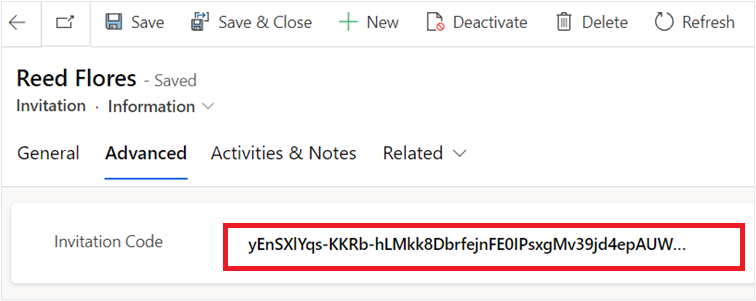 Save Save & Close New Deactivate Delete Refresh
Reed Flores - Saved
Invitation · Information
General Advanced Activities & Notes Related
Invitation Code yEnSXlYqs-KKRb-hLMkk8DbrfejnFE0IPsxgMv39jd4epAUW...